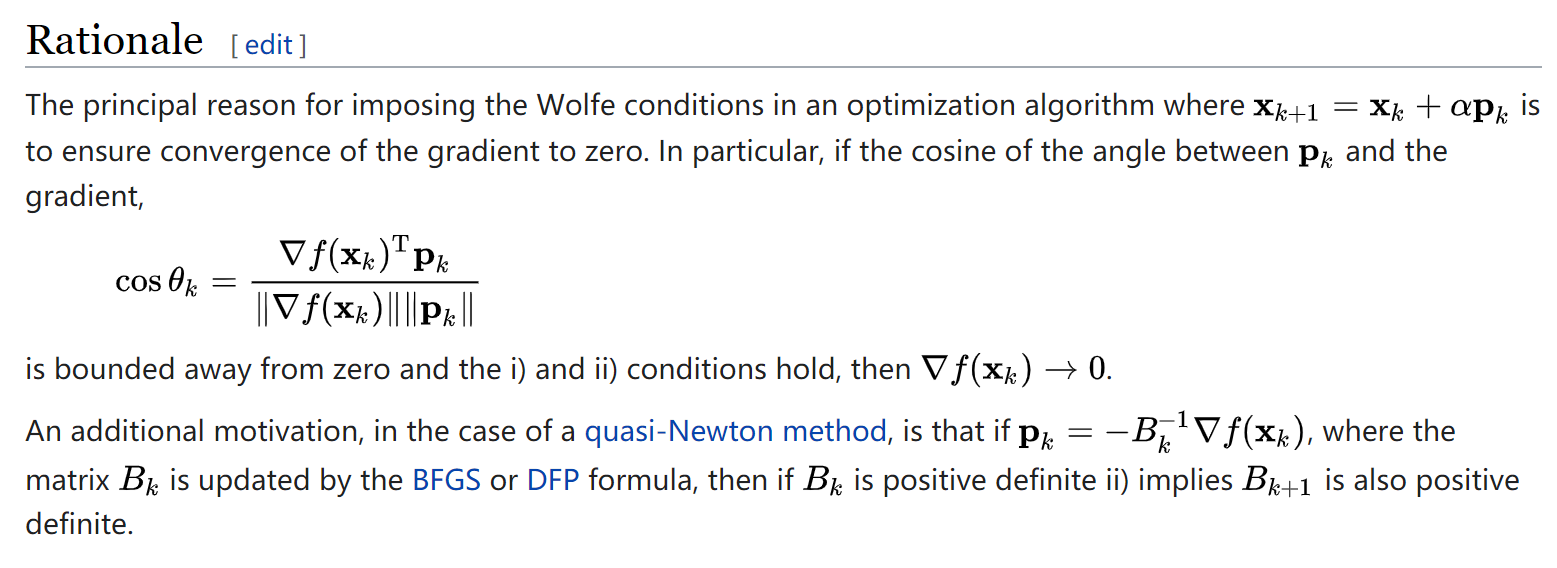 Rationale [ edit ]
The principal reason for imposing the Wolfe conditions in an optimization algorithm where $\mathbf{x}_{k+1} = \mathbf{x}_k + \alpha \mathbf{p}_k$ is
to ensure convergence of the gradient to zero. In particular, if the cosine of the angle between $\mathbf{p}_k$ and the
gradient,
$\cos \theta_k = \frac{\nabla f(\mathbf{x}_k)^{\mathrm{T}} \mathbf{p}_k}{\|\nabla f(\mathbf{x}_k)\| \|\mathbf{p}_k\|}$
is bounded away from zero and the i) and ii) conditions hold, then $\nabla f(\mathbf{x}_k) \to 0$.
An additional motivation, in the case of a quasi-Newton method, is that if $\mathbf{p}_k = -B_k^{-1} \nabla f(\mathbf{x}_k)$, where the
matrix $B_k$ is updated by the BFGS or DFP formula, then if $B_k$ is positive definite ii) implies $B_{k+1}$ is also positive
definite.